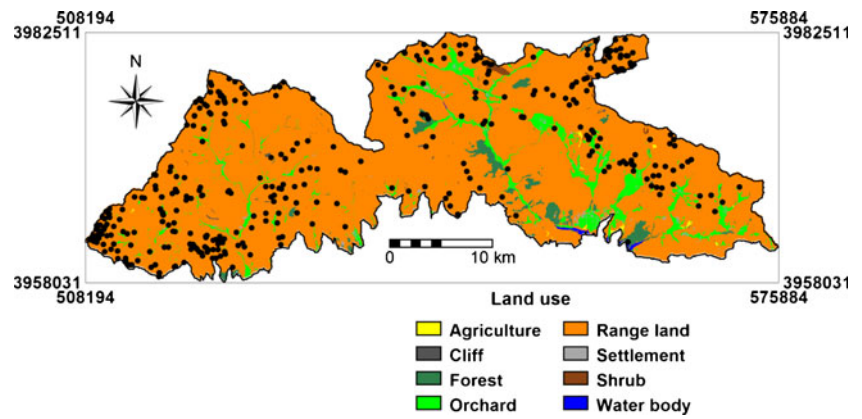 508194 575884
3982511 3982511
N
0 10 km
3958031 3958031
508194 575884
Land use
Agriculture Range land
Cliff Settlement
Forest Shrub
Orchard Water body